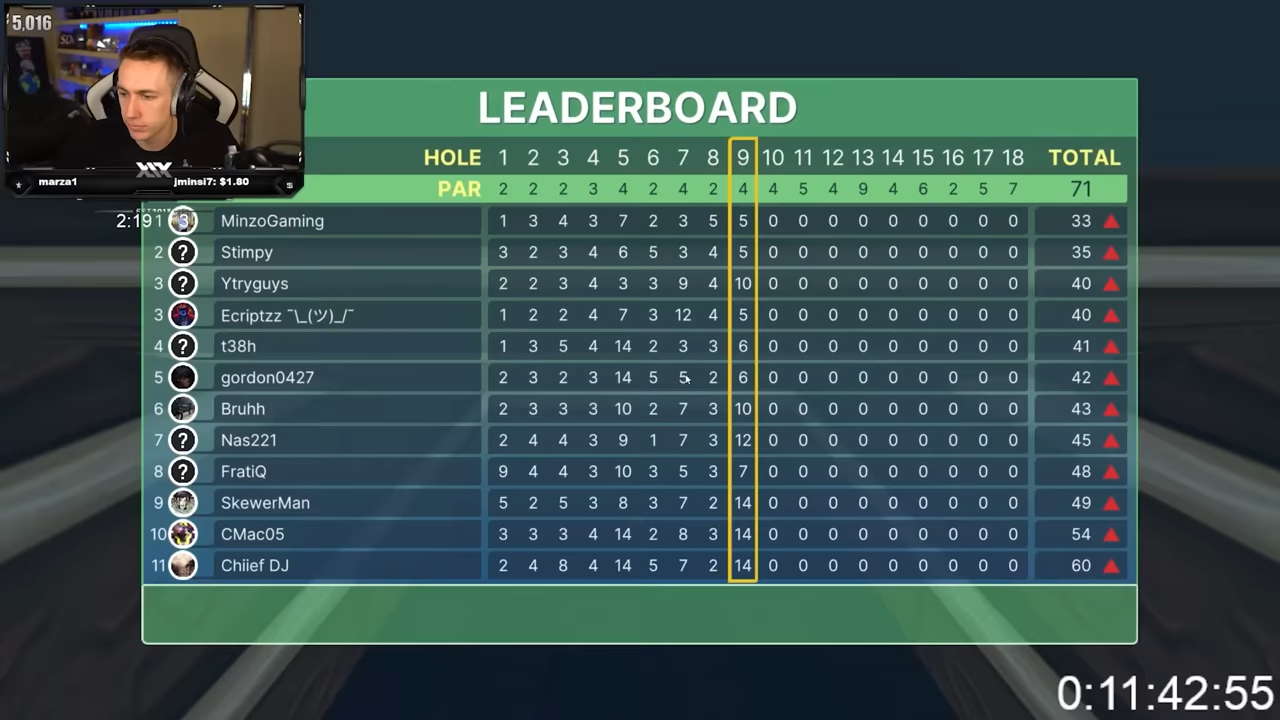 5,016
marza1 jminsi7: $1.80
LEADERBOARD
HOLE 1 2 3 4 5 6 7 8 9 10 11 12 13 14 15 16 17 18 TOTAL
PAR 2 2 2 3 4 2 4 2 4 4 5 4 9 4 6 2 5 7 71
2:19
1 3 MinzoGaming 1 3 4 3 7 2 3 5 5 0 0 0 0 0 0 0 0 0 33
2 ? Stimpy 3 2 3 4 6 5 3 4 5 0 0 0 0 0 0 0 0 0 35
3 ? Ytryguys 2 2 3 4 3 3 9 4 10 0 0 0 0 0 0 0 0 0 40
3 Ecriptzz ¯\_(ツ)_/¯ 1 2 2 4 7 3 12 4 5 0 0 0 0 0 0 0 0 0 40
4 ? t38h 1 3 5 4 14 2 3 3 6 0 0 0 0 0 0 0 0 0 41
5 gordon0427 2 3 2 3 14 5 5 2 6 0 0 0 0 0 0 0 0 0 42
6 Bruhh 2 3 3 3 10 2 7 3 10 0 0 0 0 0 0 0 0 0 43
7 ? Nas221 2 4 4 3 9 1 7 3 12 0 0 0 0 0 0 0 0 0 45
8 ? FratiQ 9 4 4 3 10 3 5 3 7 0 0 0 0 0 0 0 0 0 48
9 SkewerMan 5 2 5 3 8 3 7 2 14 0 0 0 0 0 0 0 0 0 49
10 CMac05 3 3 3 4 14 2 8 3 14 0 0 0 0 0 0 0 0 0 54
11 Chiief DJ 2 4 8 4 14 5 7 2 14 0 0 0 0 0 0 0 0 0 60
0:11:42:55